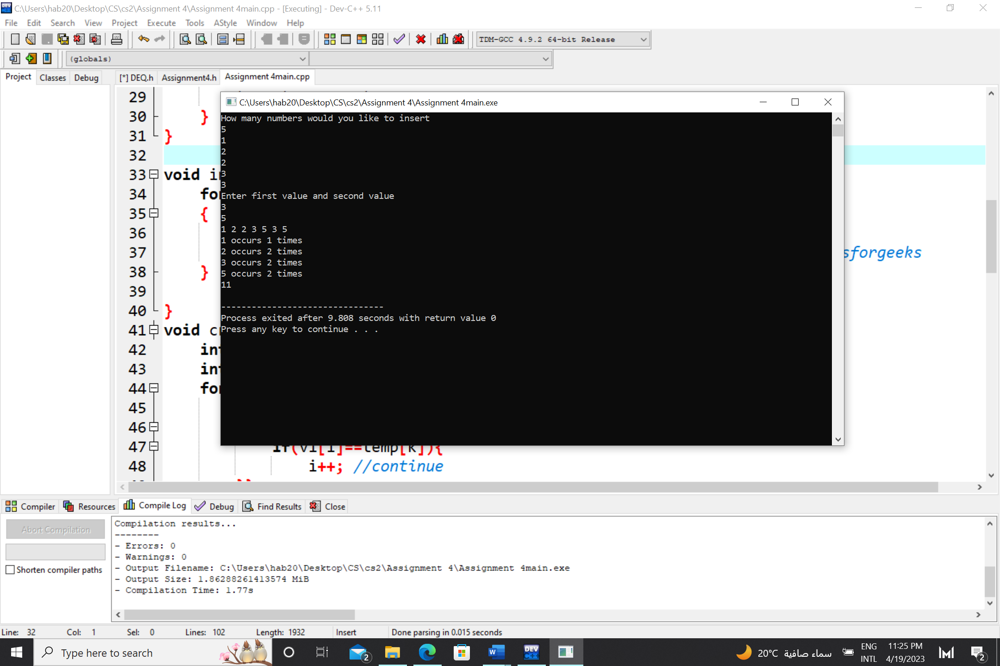 C:\Users\hab20\Desktop\CS\cs2\Assignment 4\Assignment 4main.cpp - [Executing] - Dev-C++ 5.11
File Edit Search View Project Execute Tools AStyle Window Help
TDM-GCC 4.9.2 64-bit Release
(globals)
Project Classes Debug [*] DEQ.h Assignment4.h Assignment 4main.cpp
C:\Users\hab20\Desktop\CS\cs2\Assignment 4\Assignment 4main.exe
How many numbers would you like to insert
5
1
2
2
3
3
Enter first value and second value
3
5
1 2 2 3 5 3 5
1 occurs 1 times
2 occurs 2 times
3 occurs 2 times
5 occurs 2 times
11
--------------------------------
Process exited after 9.808 seconds with return value 0
Press any key to continue . . .
29
30 }
31 }
32
33 void
34
35 {
36
37 sforgeeks
38 }
39
40 }
41 void
42
43
44
45
46
47 if(v1[i]==temp[k]){
48 i++; //continue
Compiler Resources Compile Log Debug Find Results Close
Abort Compilation
Shorten compiler paths
Compilation results...
--------
- Errors: 0
- Warnings: 0
- Output Filename: C:\Users\hab20\Desktop\CS\cs2\Assignment 4\Assignment 4main.exe
- Output Size: 1.86288261413574 MiB
- Compilation Time: 1.77s
Line: 32 Col: 1 Sel: 0 Lines: 102 Length: 1932 Insert Done parsing in 0.015 seconds
Type here to search
2
W
DEV C++
20°C سماء صافية
ENG
INTL
11:25 PM
4/19/2023
2